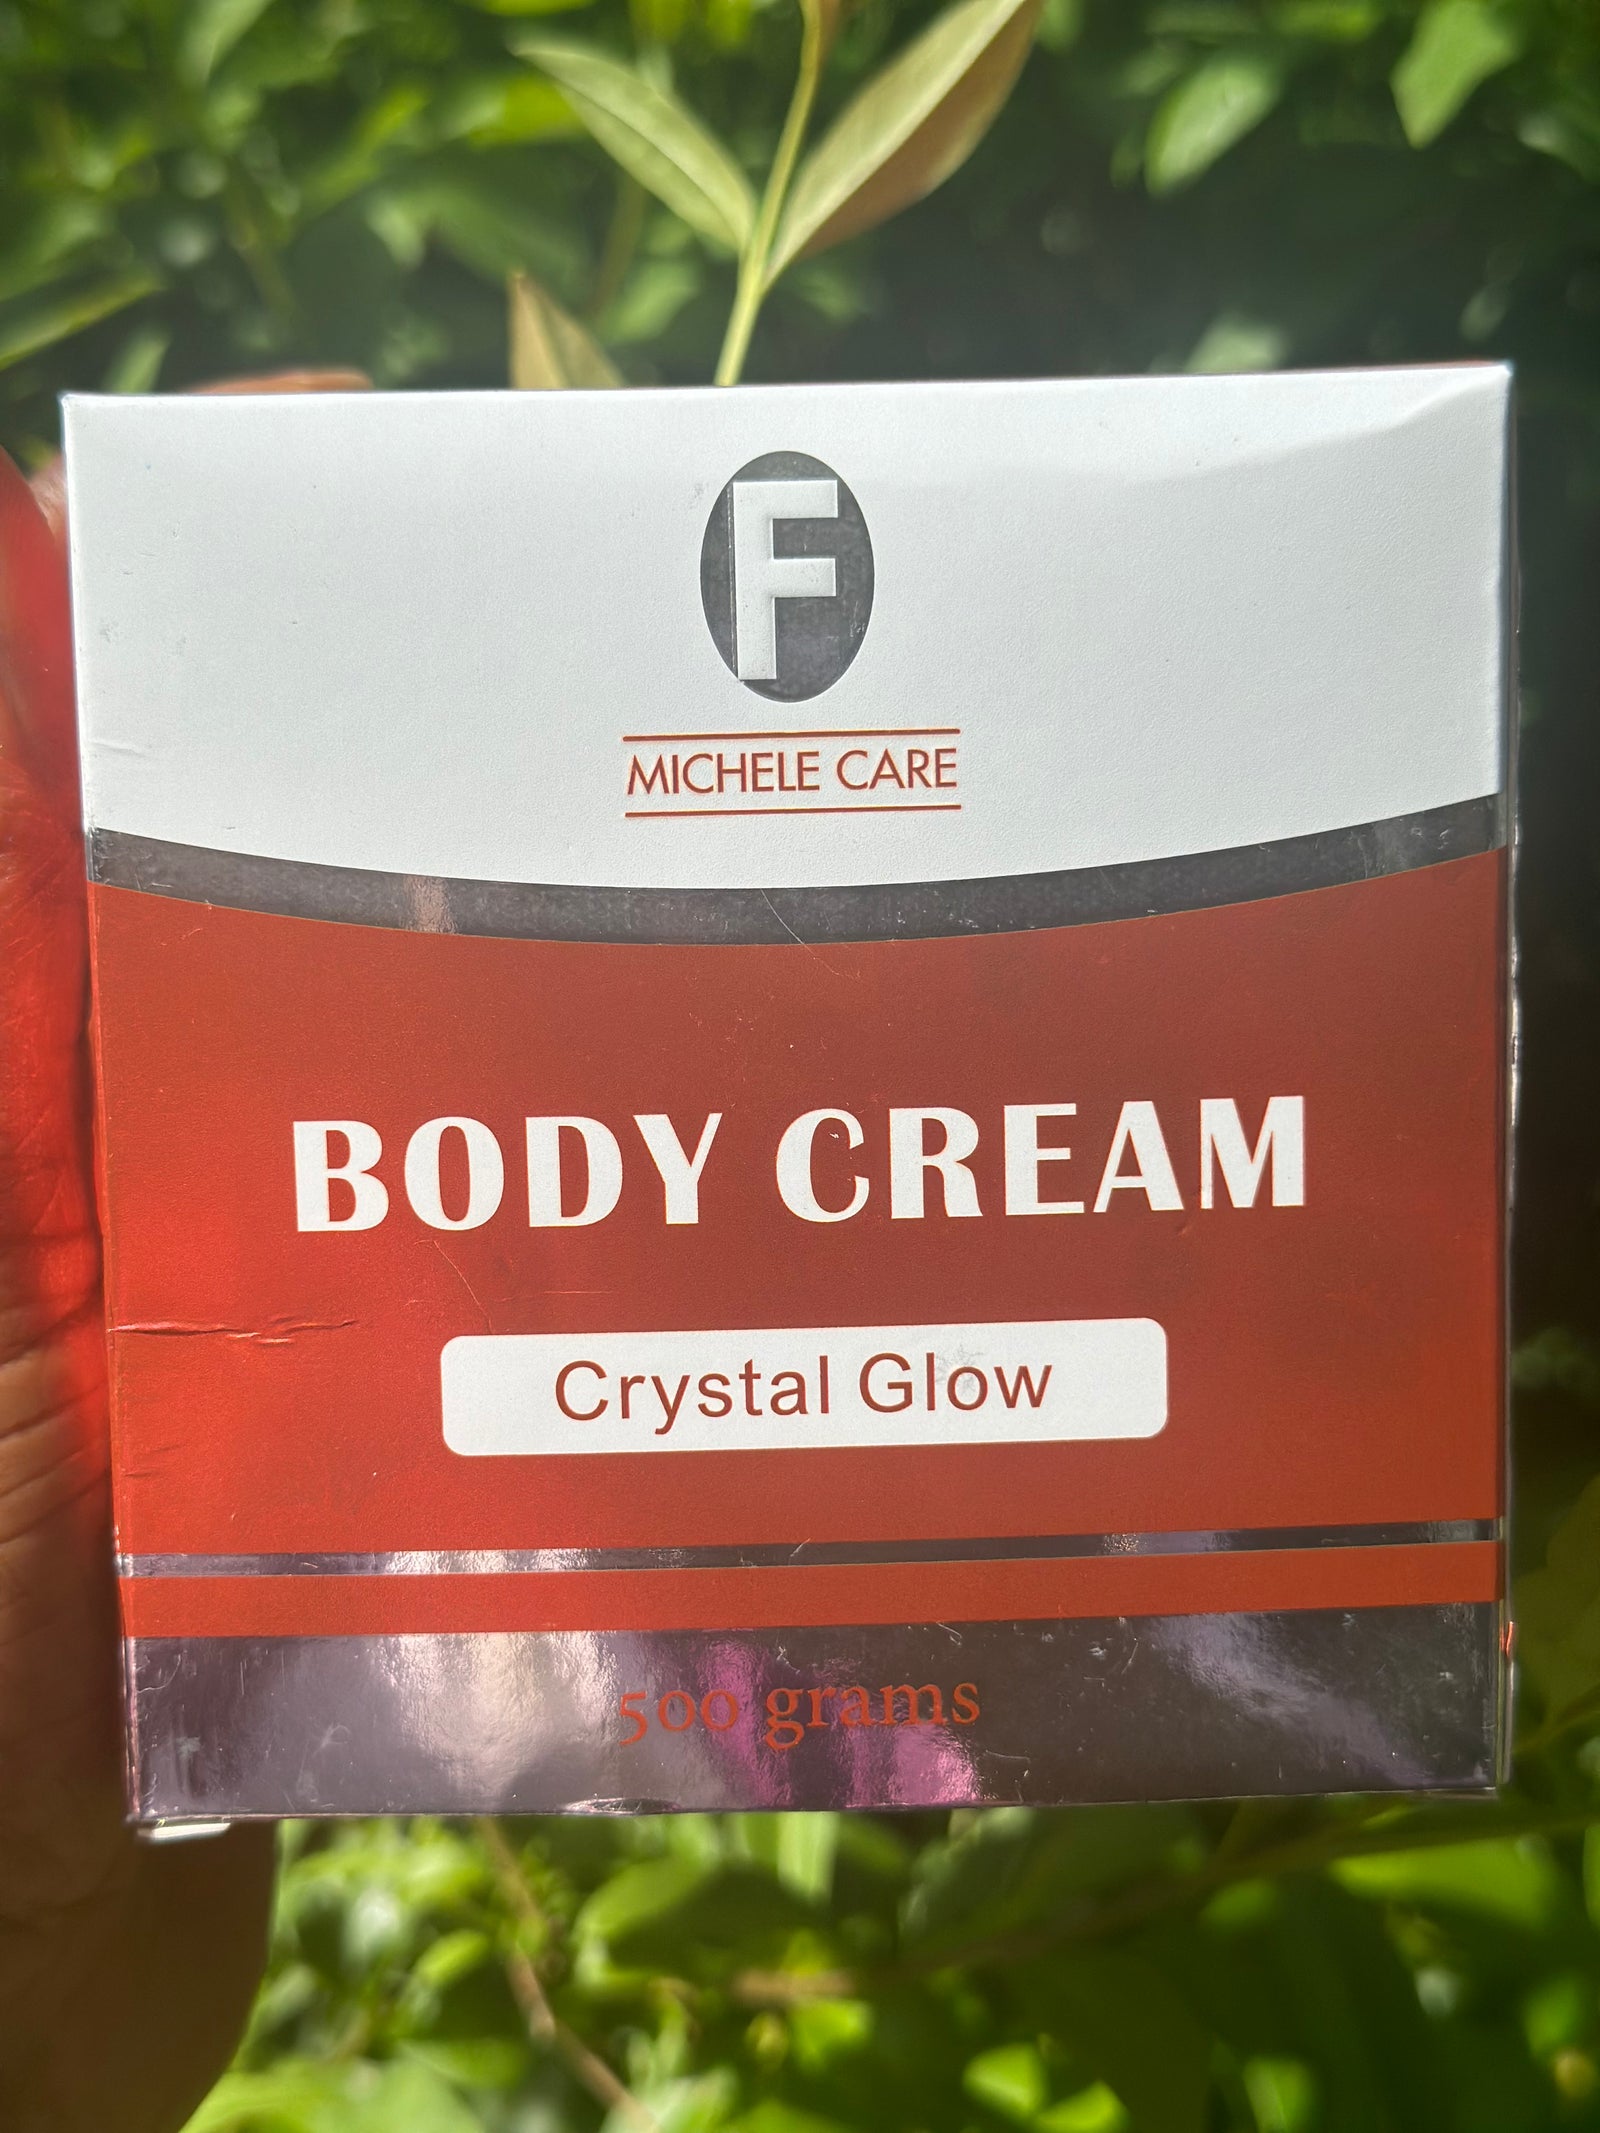 F
MICHELE CARE
BODY CREAM
Crystal Glow
500 grams